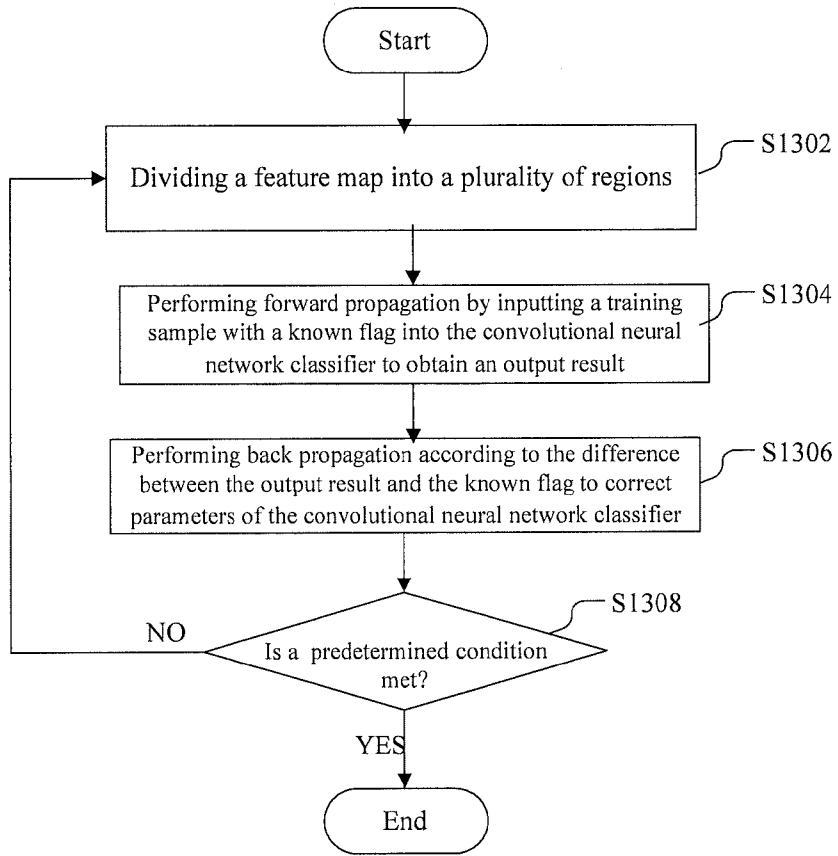 Start
S1302
Dividing a feature map into a plurality of regions
S1304
Performing forward propagation by inputting a training
sample with a known flag into the convolutional neural
network classifier to obtain an output result
S1306
Performing back propagation according to the difference
between the output result and the known flag to correct
parameters of the convolutional neural network classifier
S1308
NO
Is a predetermined condition
met?
YES
End